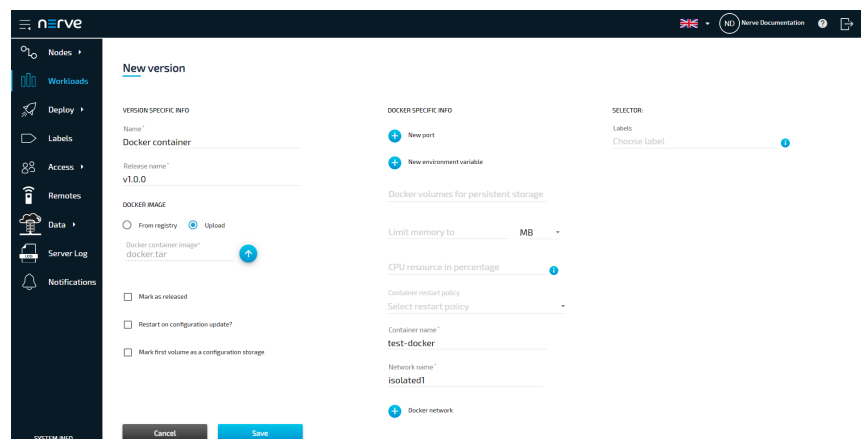 nerve
ND
Nerve Documentation
?
Nodes
Workloads
Deploy
Labels
Access
Remotes
Data
LOG
Server Log
Notifications
SYSTEM INFO
New version
VERSION SPECIFIC INFO
Name*
Docker container
Release name*
v1.0.0
DOCKER IMAGE
From registry
Upload
Docker container image*
docker.tar
Mark as released
Restart on configuration update?
Mark first volume as a configuration storage
Cancel
Save
DOCKER SPECIFIC INFO
New port
New environment variable
Docker volumes for persistent storage
Limit memory to
MB
CPU resource in percentage
Container restart policy
Select restart policy
Container name*
test-docker
Network name*
isolated1
Docker network
SELECTOR:
Labels
Choose label